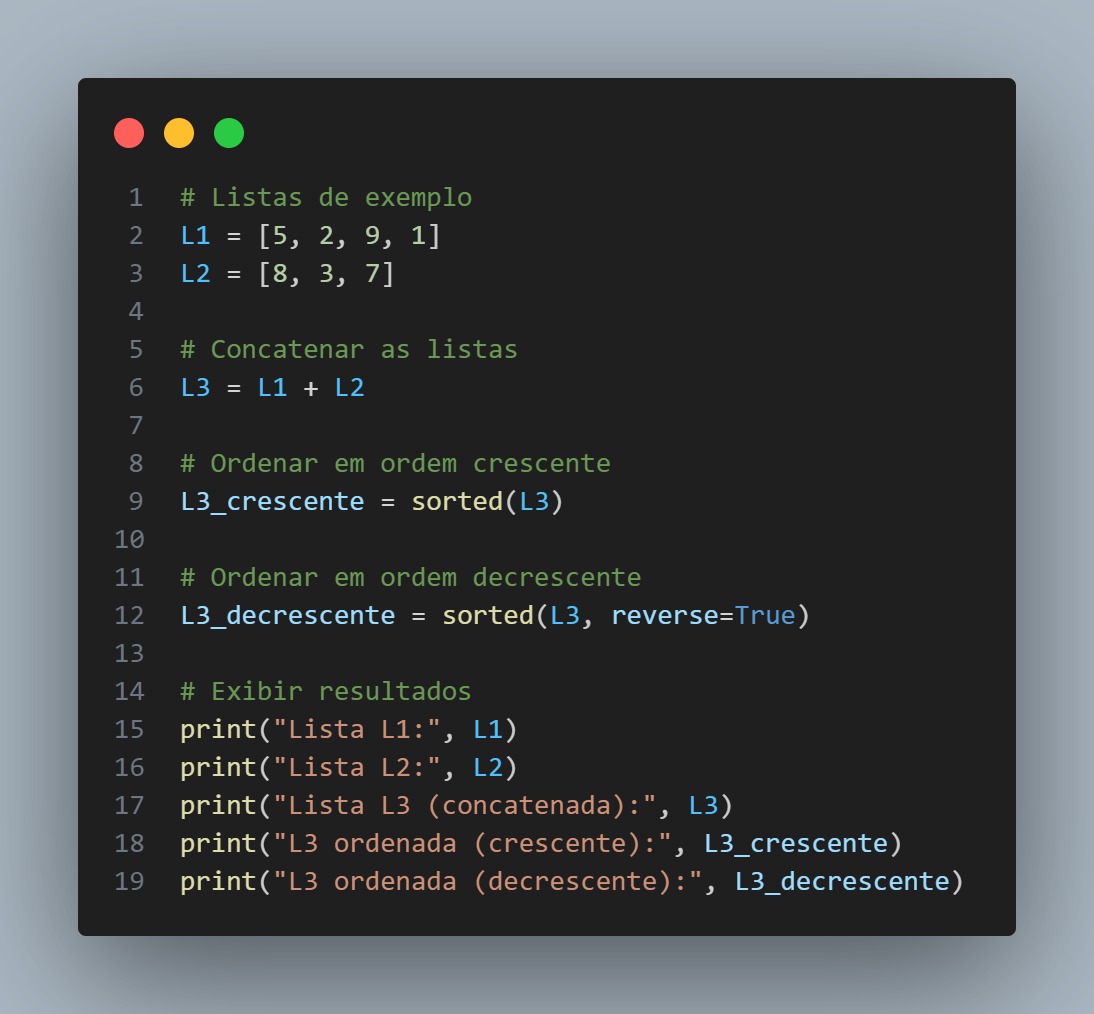 1 # Listas de exemplo
2 L1 = [5, 2, 9, 1]
3 L2 = [8, 3, 7]
4
5 # Concatenar as listas
6 L3 = L1 + L2
7
8 # Ordenar em ordem crescente
9 L3_crescente = sorted(L3)
10
11 # Ordenar em ordem decrescente
12 L3_decrescente = sorted(L3, reverse=True)
13
14 # Exibir resultados
15 print("Lista L1:", L1)
16 print("Lista L2:", L2)
17 print("Lista L3 (concatenada):", L3)
18 print("L3 ordenada (crescente):", L3_crescente)
19 print("L3 ordenada (decrescente):", L3_decrescente)